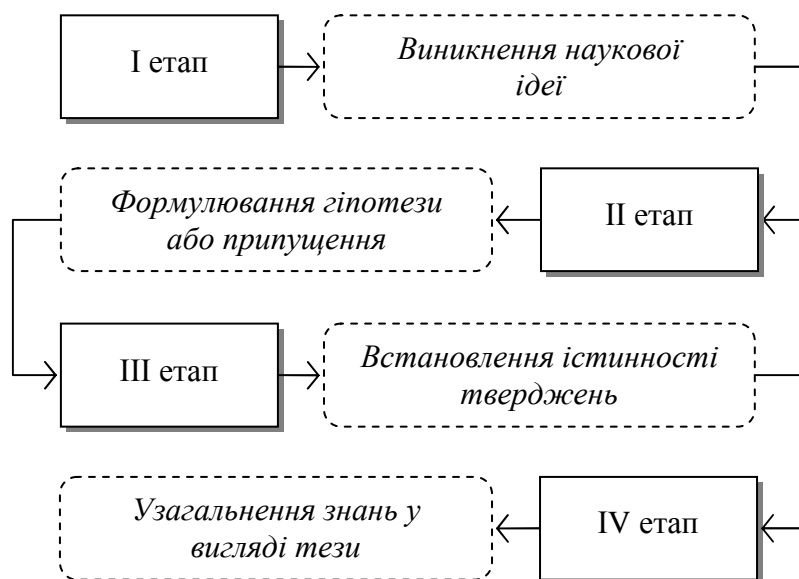 І етап
Виникнення наукової
ідеї
Формулювання гіпотези
або припущення
ІІ етап
ІІІ етап
Встановлення істинності
тверджень
Узагальнення знань у
вигляді тези
IV етап